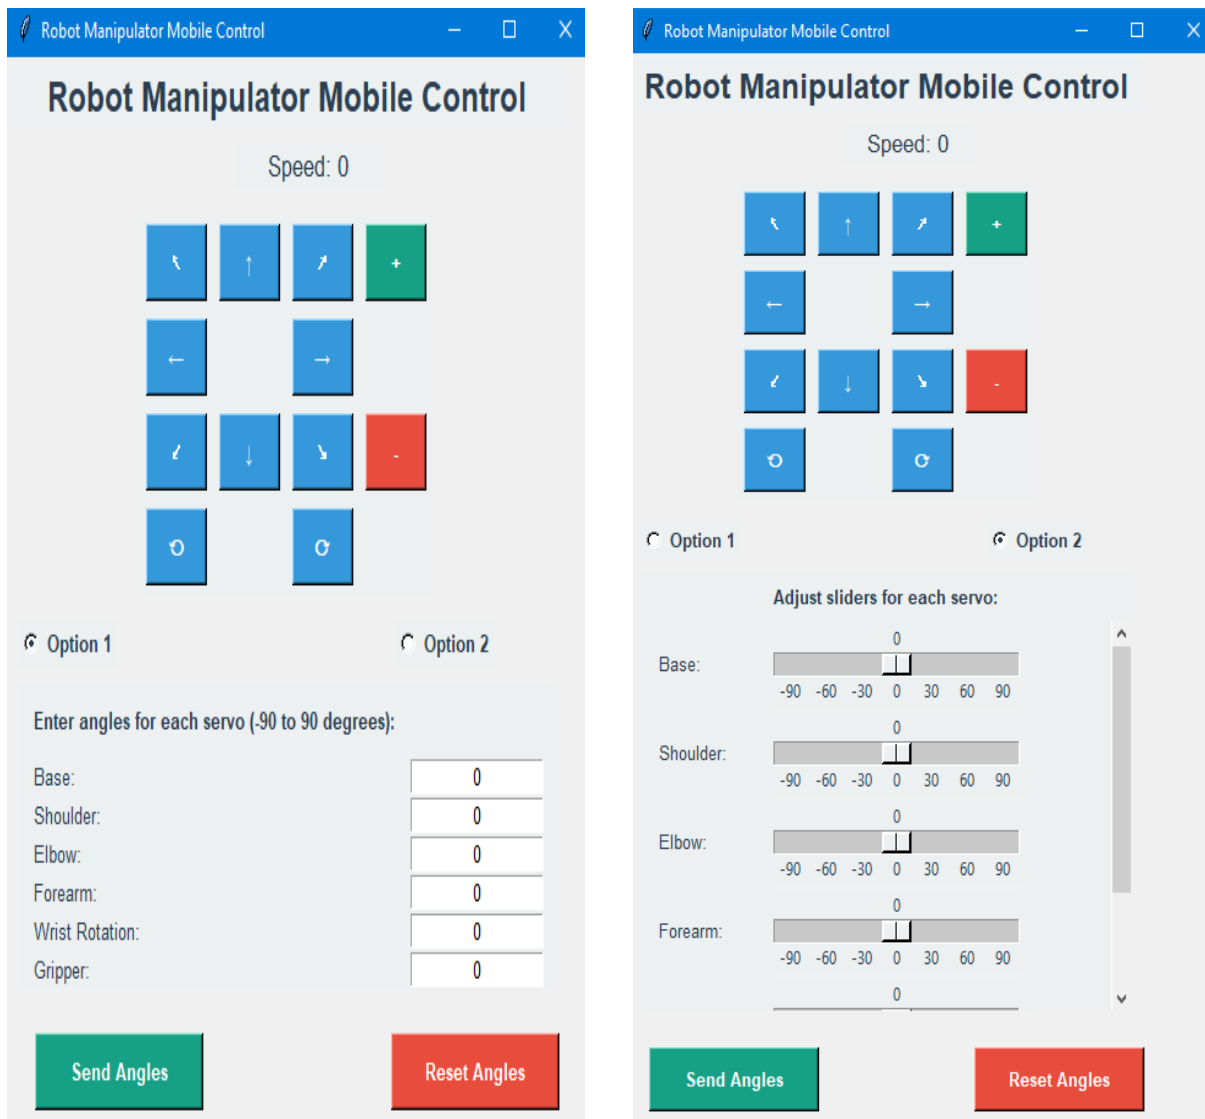 Robot Manipulator Mobile Control
Robot Manipulator Mobile Control
Speed: 0
↖ ↑ ↗ +
← →
↙ ↓ ↘ -
↺ ↻
Option 1 Option 2
Enter angles for each servo (-90 to 90 degrees):
Base: 0
Shoulder: 0
Elbow: 0
Forearm: 0
Wrist Rotation: 0
Gripper: 0
Send Angles Reset Angles
Robot Manipulator Mobile Control
Robot Manipulator Mobile Control
Speed: 0
↖ ↑ ↗ +
← →
↙ ↓ ↘ -
↺ ↻
Option 1 Option 2
Adjust sliders for each servo:
0
Base:
-90 -60 -30 0 30 60 90
0
Shoulder:
-90 -60 -30 0 30 60 90
0
Elbow:
-90 -60 -30 0 30 60 90
0
Forearm:
-90 -60 -30 0 30 60 90
0
Send Angles Reset Angles